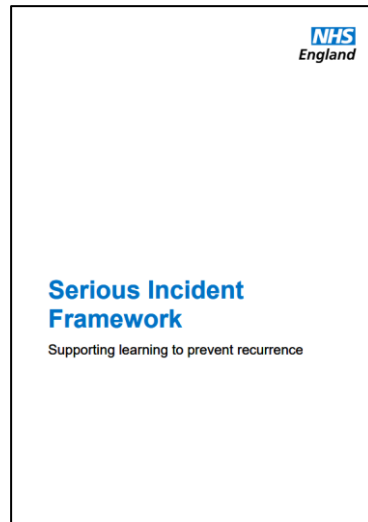 NHS
England
Serious Incident
Framework
Supporting learning to prevent recurrence